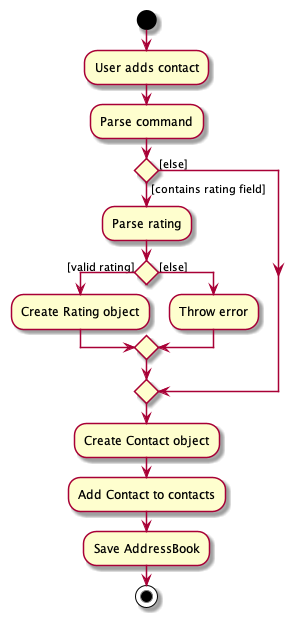 User adds contact
Parse command
[else]
[contains rating field]
Parse rating
[valid rating]
[else]
Create Rating object
Throw error
Create Contact object
Add Contact to contacts
Save AddressBook